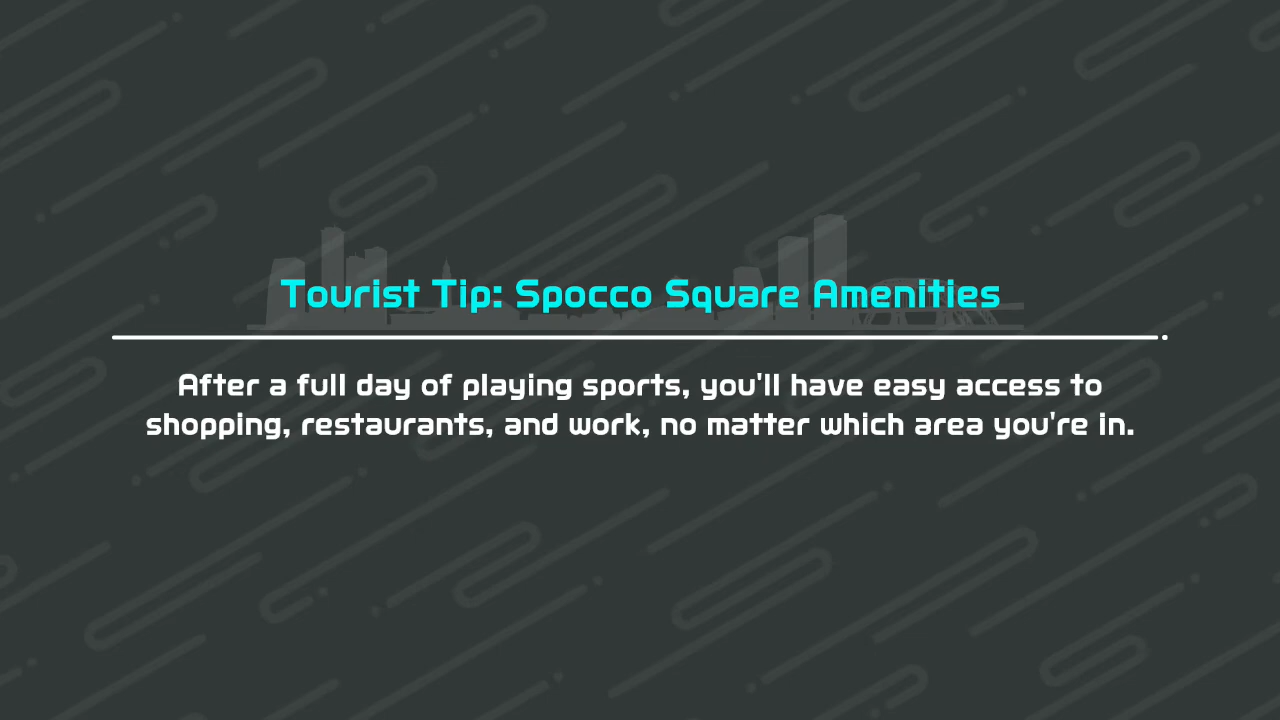 Tourist Tip: Spocco Square Amenities
After a full day of playing sports, you'll have easy access to
shopping, restaurants, and work, no matter which area you're in.